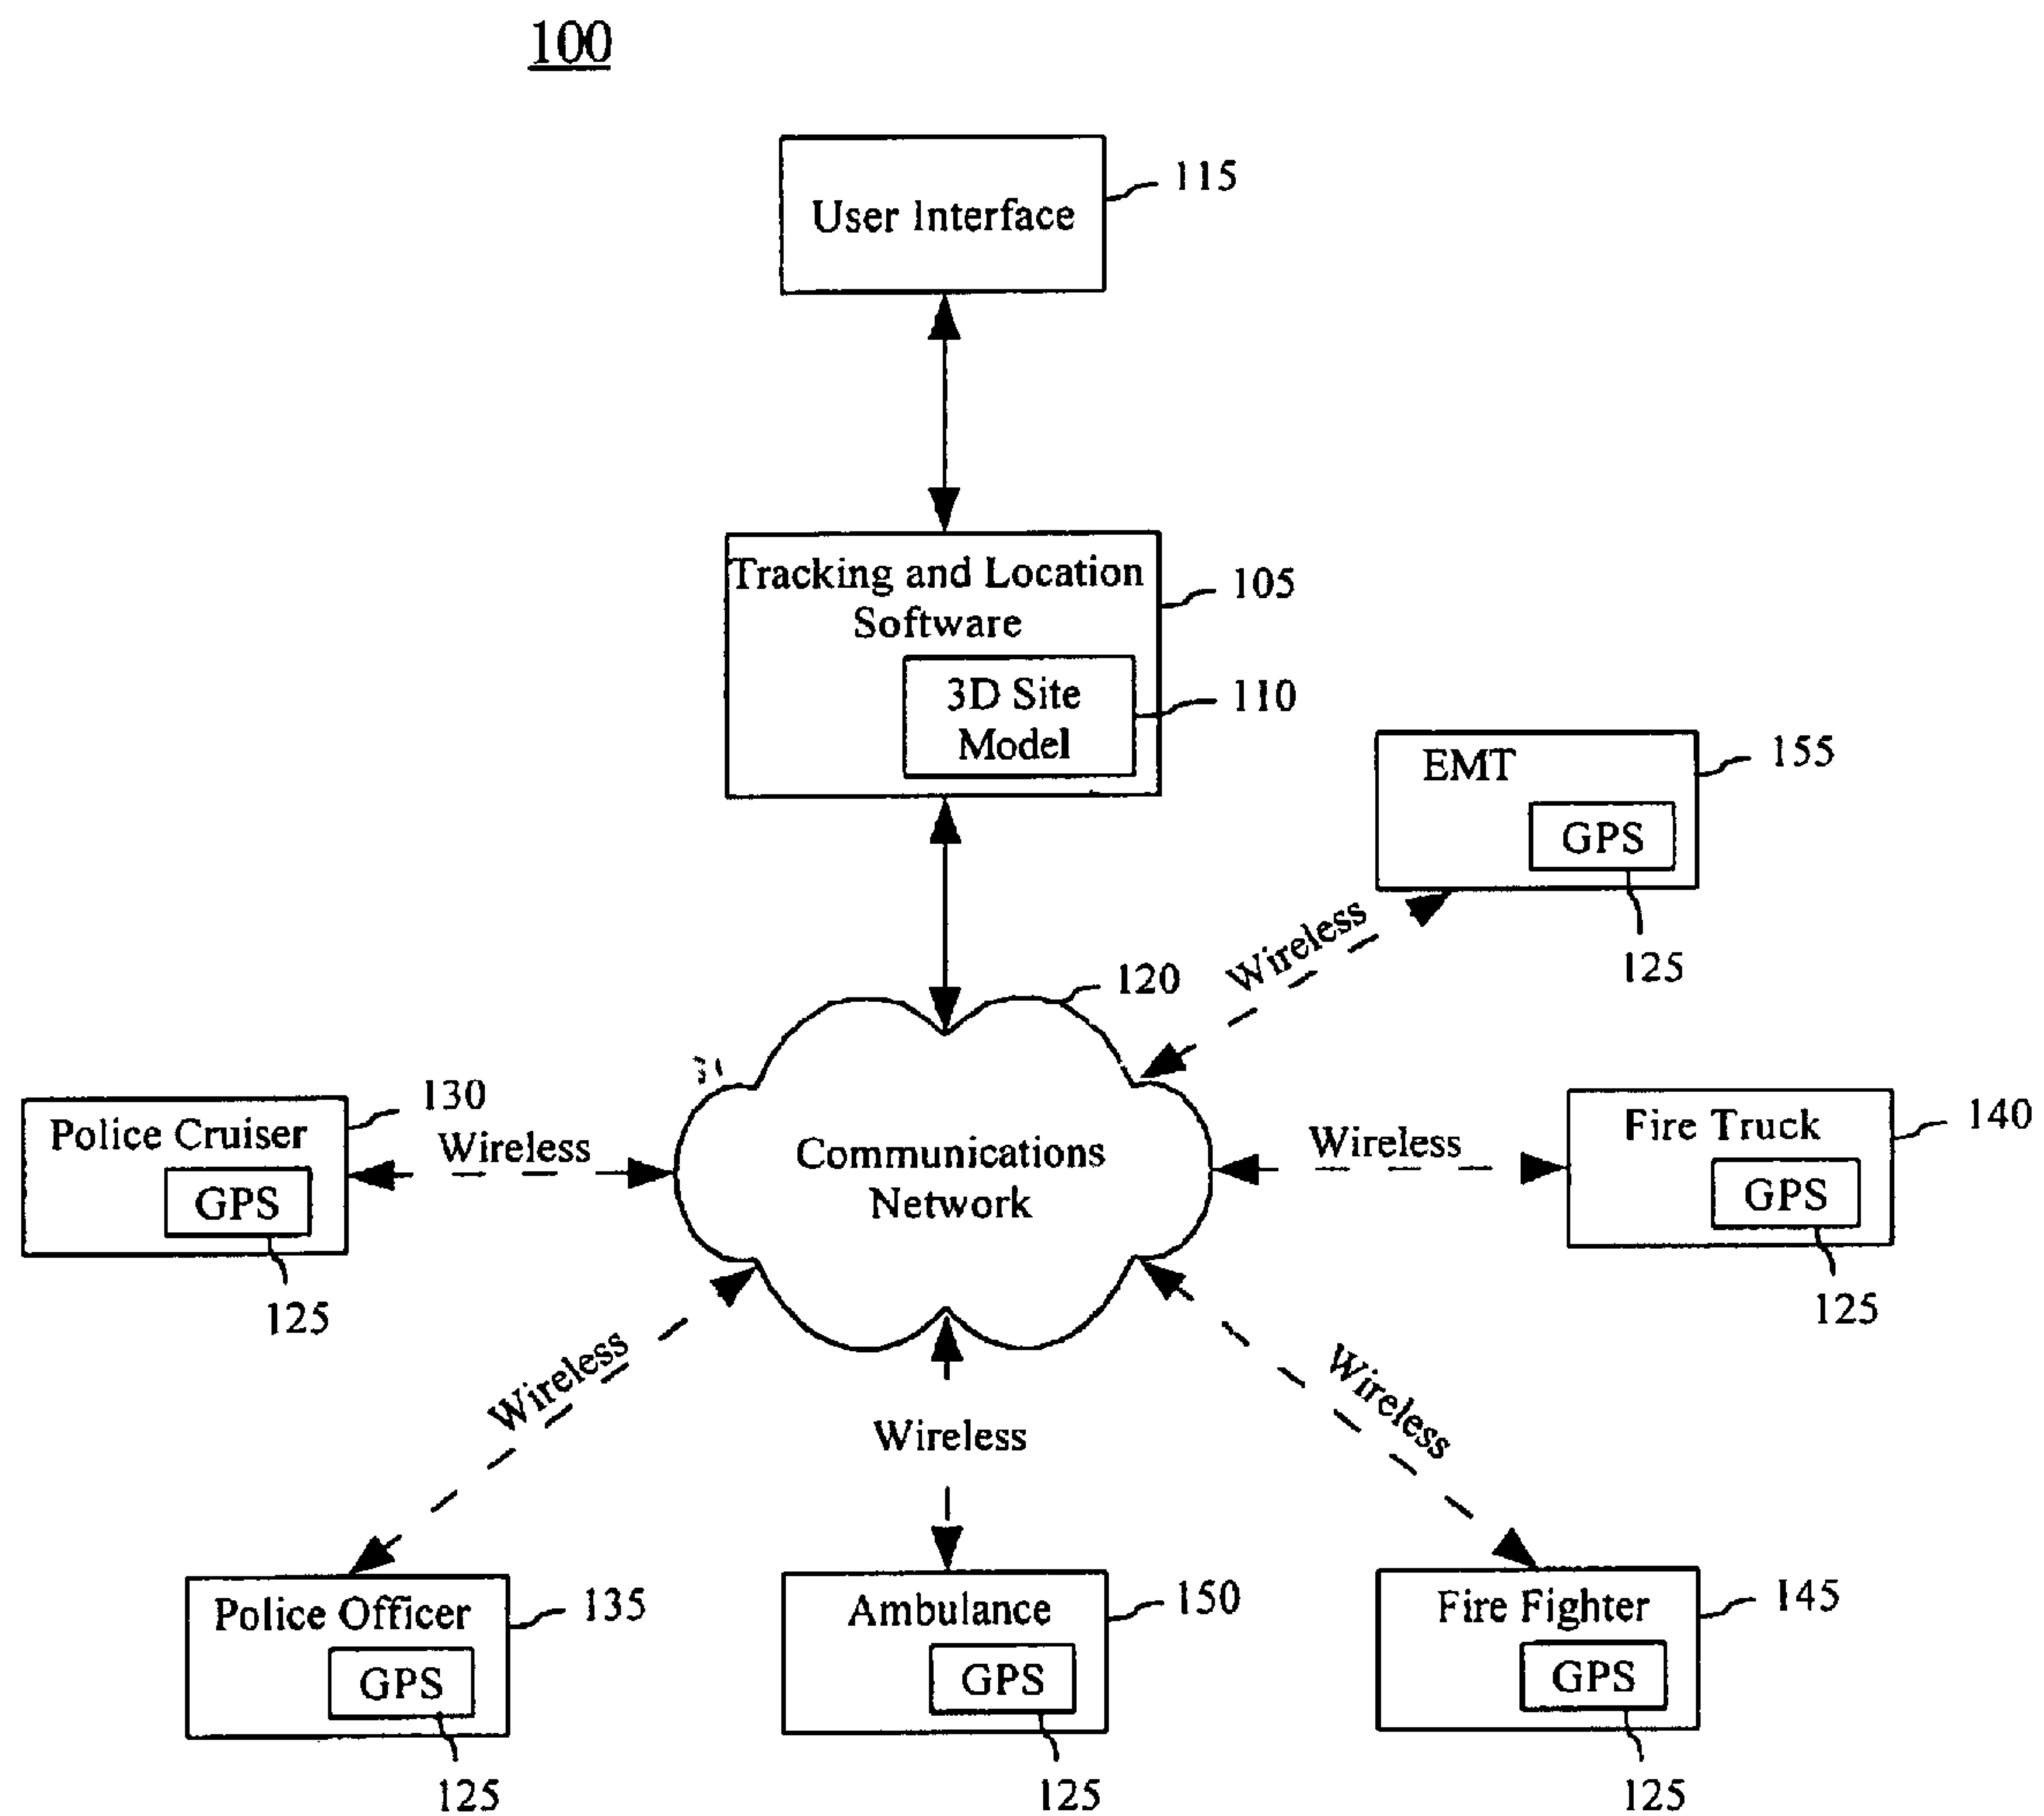 100
User Interface
115
Tracking and Location
Software
105
3D Site
Model
110
EMT
155
GPS
125
Wireless
120
Communications
Network
Police Cruiser
130
GPS
125
Wireless
Fire Truck
140
GPS
125
Wireless
Wireless
Police Officer
135
GPS
125
Wireless
Ambulance
150
GPS
125
Wireless
Fire Fighter
145
GPS
125